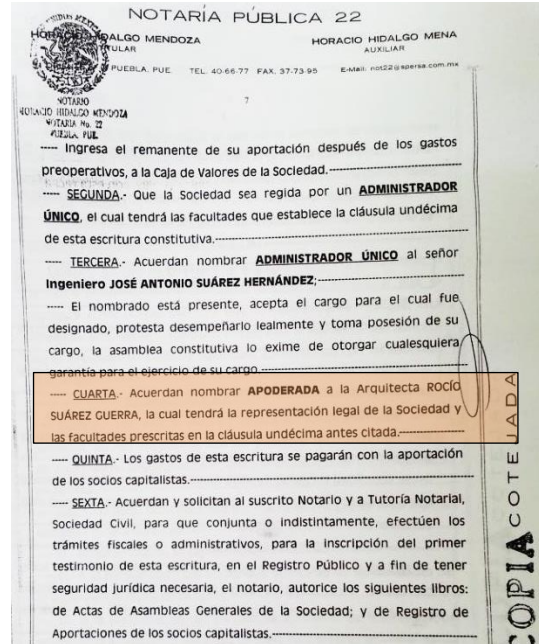 NOTARÍA PÚBLICA 22
HORACIO HIDALGO MENDOZA
TITULAR
HORACIO HIDALGO MENA
AUXILIAR
PUEBLA, PUE. TEL. 40-66-77 FAX. 37-73-95 E-Mail: not22@spersa.com.mx
NOTARIO
HORACIO HIDALGO MENDOZA
NOTARIA No. 22
PUEBLA, PUE.
7
---- Ingresa el remanente de su aportación después de los gastos
preoperativos, a la Caja de Valores de la Sociedad.------------------------------
---- SEGUNDA.- Que la Sociedad sea regida por un ADMINISTRADOR
ÚNICO, el cual tendrá las facultades que establece la cláusula undécima
de esta escritura constitutiva.------------------------------
---- TERCERA.- Acuerdan nombrar ADMINISTRADOR ÚNICO al señor
Ingeniero JOSÉ ANTONIO SUÁREZ HERNÁNDEZ;------------------------------
---- El nombrado está presente, acepta el cargo para el cual fue
designado, protesta desempeñarlo lealmente y toma posesión de su
cargo, la asamblea constitutiva lo exime de otorgar cualesquiera
garantía para el ejercicio de su cargo.------------------------------
---- CUARTA.- Acuerdan nombrar APODERADA a la Arquitecta ROCÍO
SUÁREZ GUERRA, la cual tendrá la representación legal de la Sociedad y
las facultades prescritas en la cláusula undécima antes citada.--------------------
---- QUINTA.- Los gastos de esta escritura se pagarán con la aportación
de los socios capitalistas.------------------------------
---- SEXTA.- Acuerdan y solicitan al suscrito Notario y a Tutoría Notarial,
Sociedad Civil, para que conjunta o indistintamente, efectúen los
trámites fiscales o administrativos, para la inscripción del primer
testimonio de esta escritura, en el Registro Público y a fin de tener
seguridad jurídica necesaria, el notario, autorice los siguientes libros:
de Actas de Asambleas Generales de la Sociedad; y de Registro de
Aportaciones de los socios capitalistas.------------------------------
COPIA COTEJADA